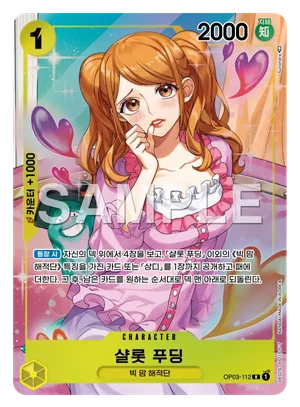 1
2000
지혜
知
카운터 +1000
SAMPLE
등장 시 자신의 덱 위에서 4장을 보고, 「샬롯 푸딩」 이외의 《빅 맘
해적단》 특징을 가진 카드 또는 「상디」를 1장까지 공개하고 패에
더한다. 그 후, 남은 카드를 원하는 순서대로 덱 맨 아래로 되돌린다.
CHARACTER
샬롯 푸딩
빅 맘 해적단
OP03-112 R 1